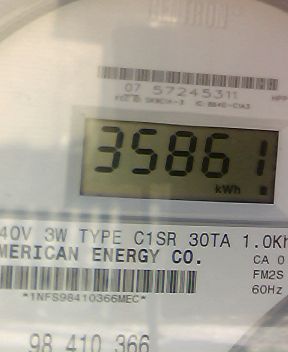 07 57245311
35861
kWh
40V 3W TYPE C1SR 30TA 1.0Kh
MERICAN ENERGY CO.
CA 0
FM2S
60Hz
*1NFS98410366MEC*
98 410 366